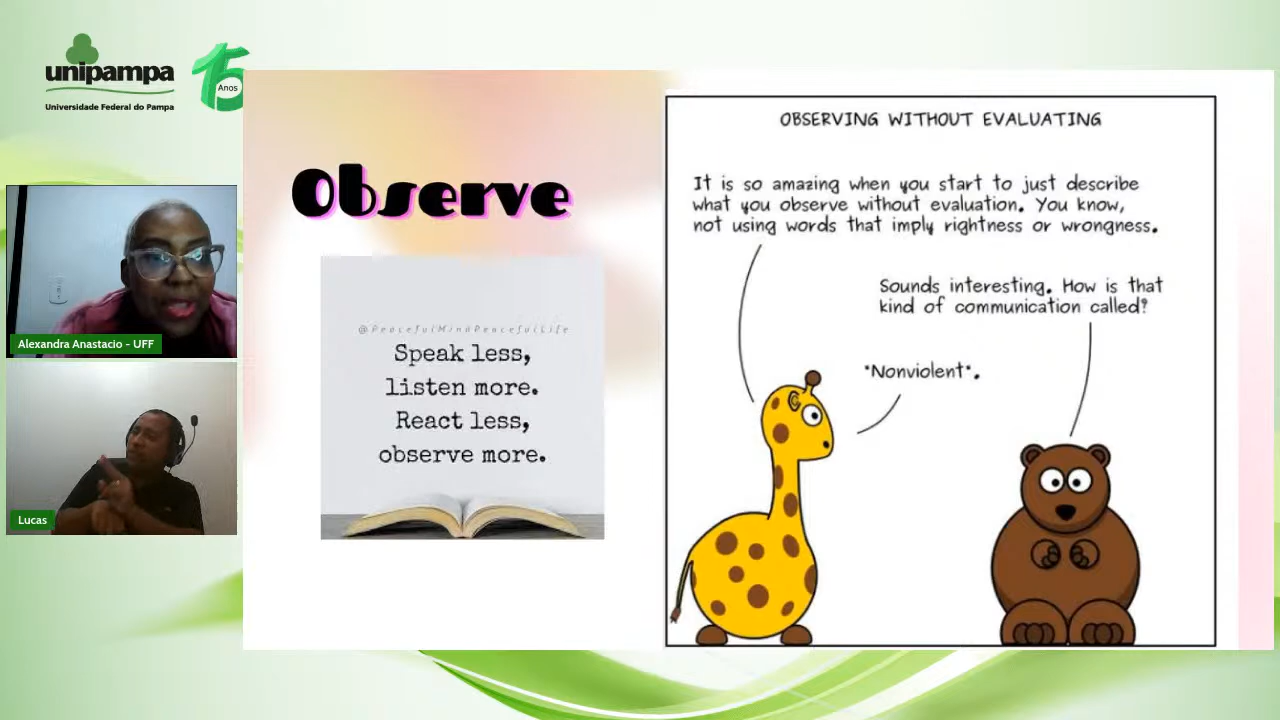 unipampa
Universidade Federal do Pampa
15
Anos
Alexandra Anastacio - UFF
Lucas
Observe
@PeacefulMindPeacefulLife
Speak less,
listen more.
React less,
observe more.
OBSERVING WITHOUT EVALUATING
It is so amazing when you start to just describe
what you observe without evaluation. You know,
not using words that imply rightness or wrongness.
Sounds interesting. How is that
kind of communication called?
"Nonviolent".